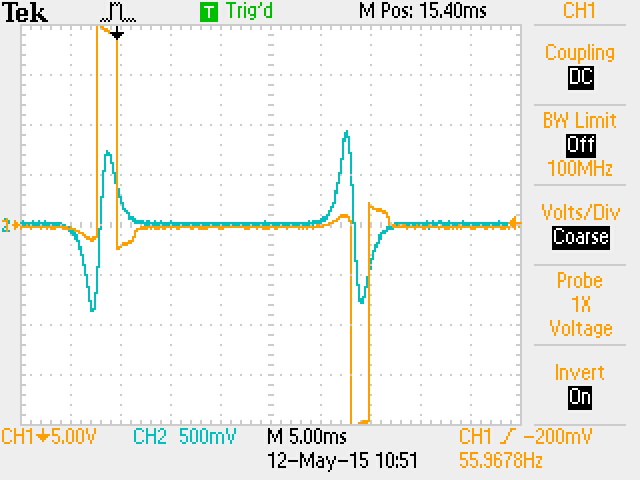 Tek T Trig'd M Pos: 15.40ms CH1
Coupling
DC
BW Limit
Off
100MHz
Volts/Div
Coarse
Probe
1X
Voltage
Invert
On
CH1 5.00V CH2 500mV M 5.00ms CH1 -200mV
12-May-15 10:51 55.9678Hz